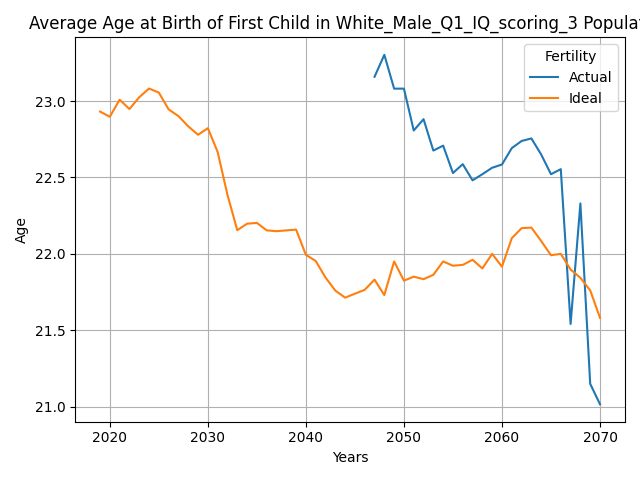 Average Age at Birth of First Child in White_Male_Q1_IQ_scoring_3 Populat
Fertility
Actual
Ideal
23.0
22.5
22.0
21.5
21.0
Age
2020 2030 2040 2050 2060 2070
Years